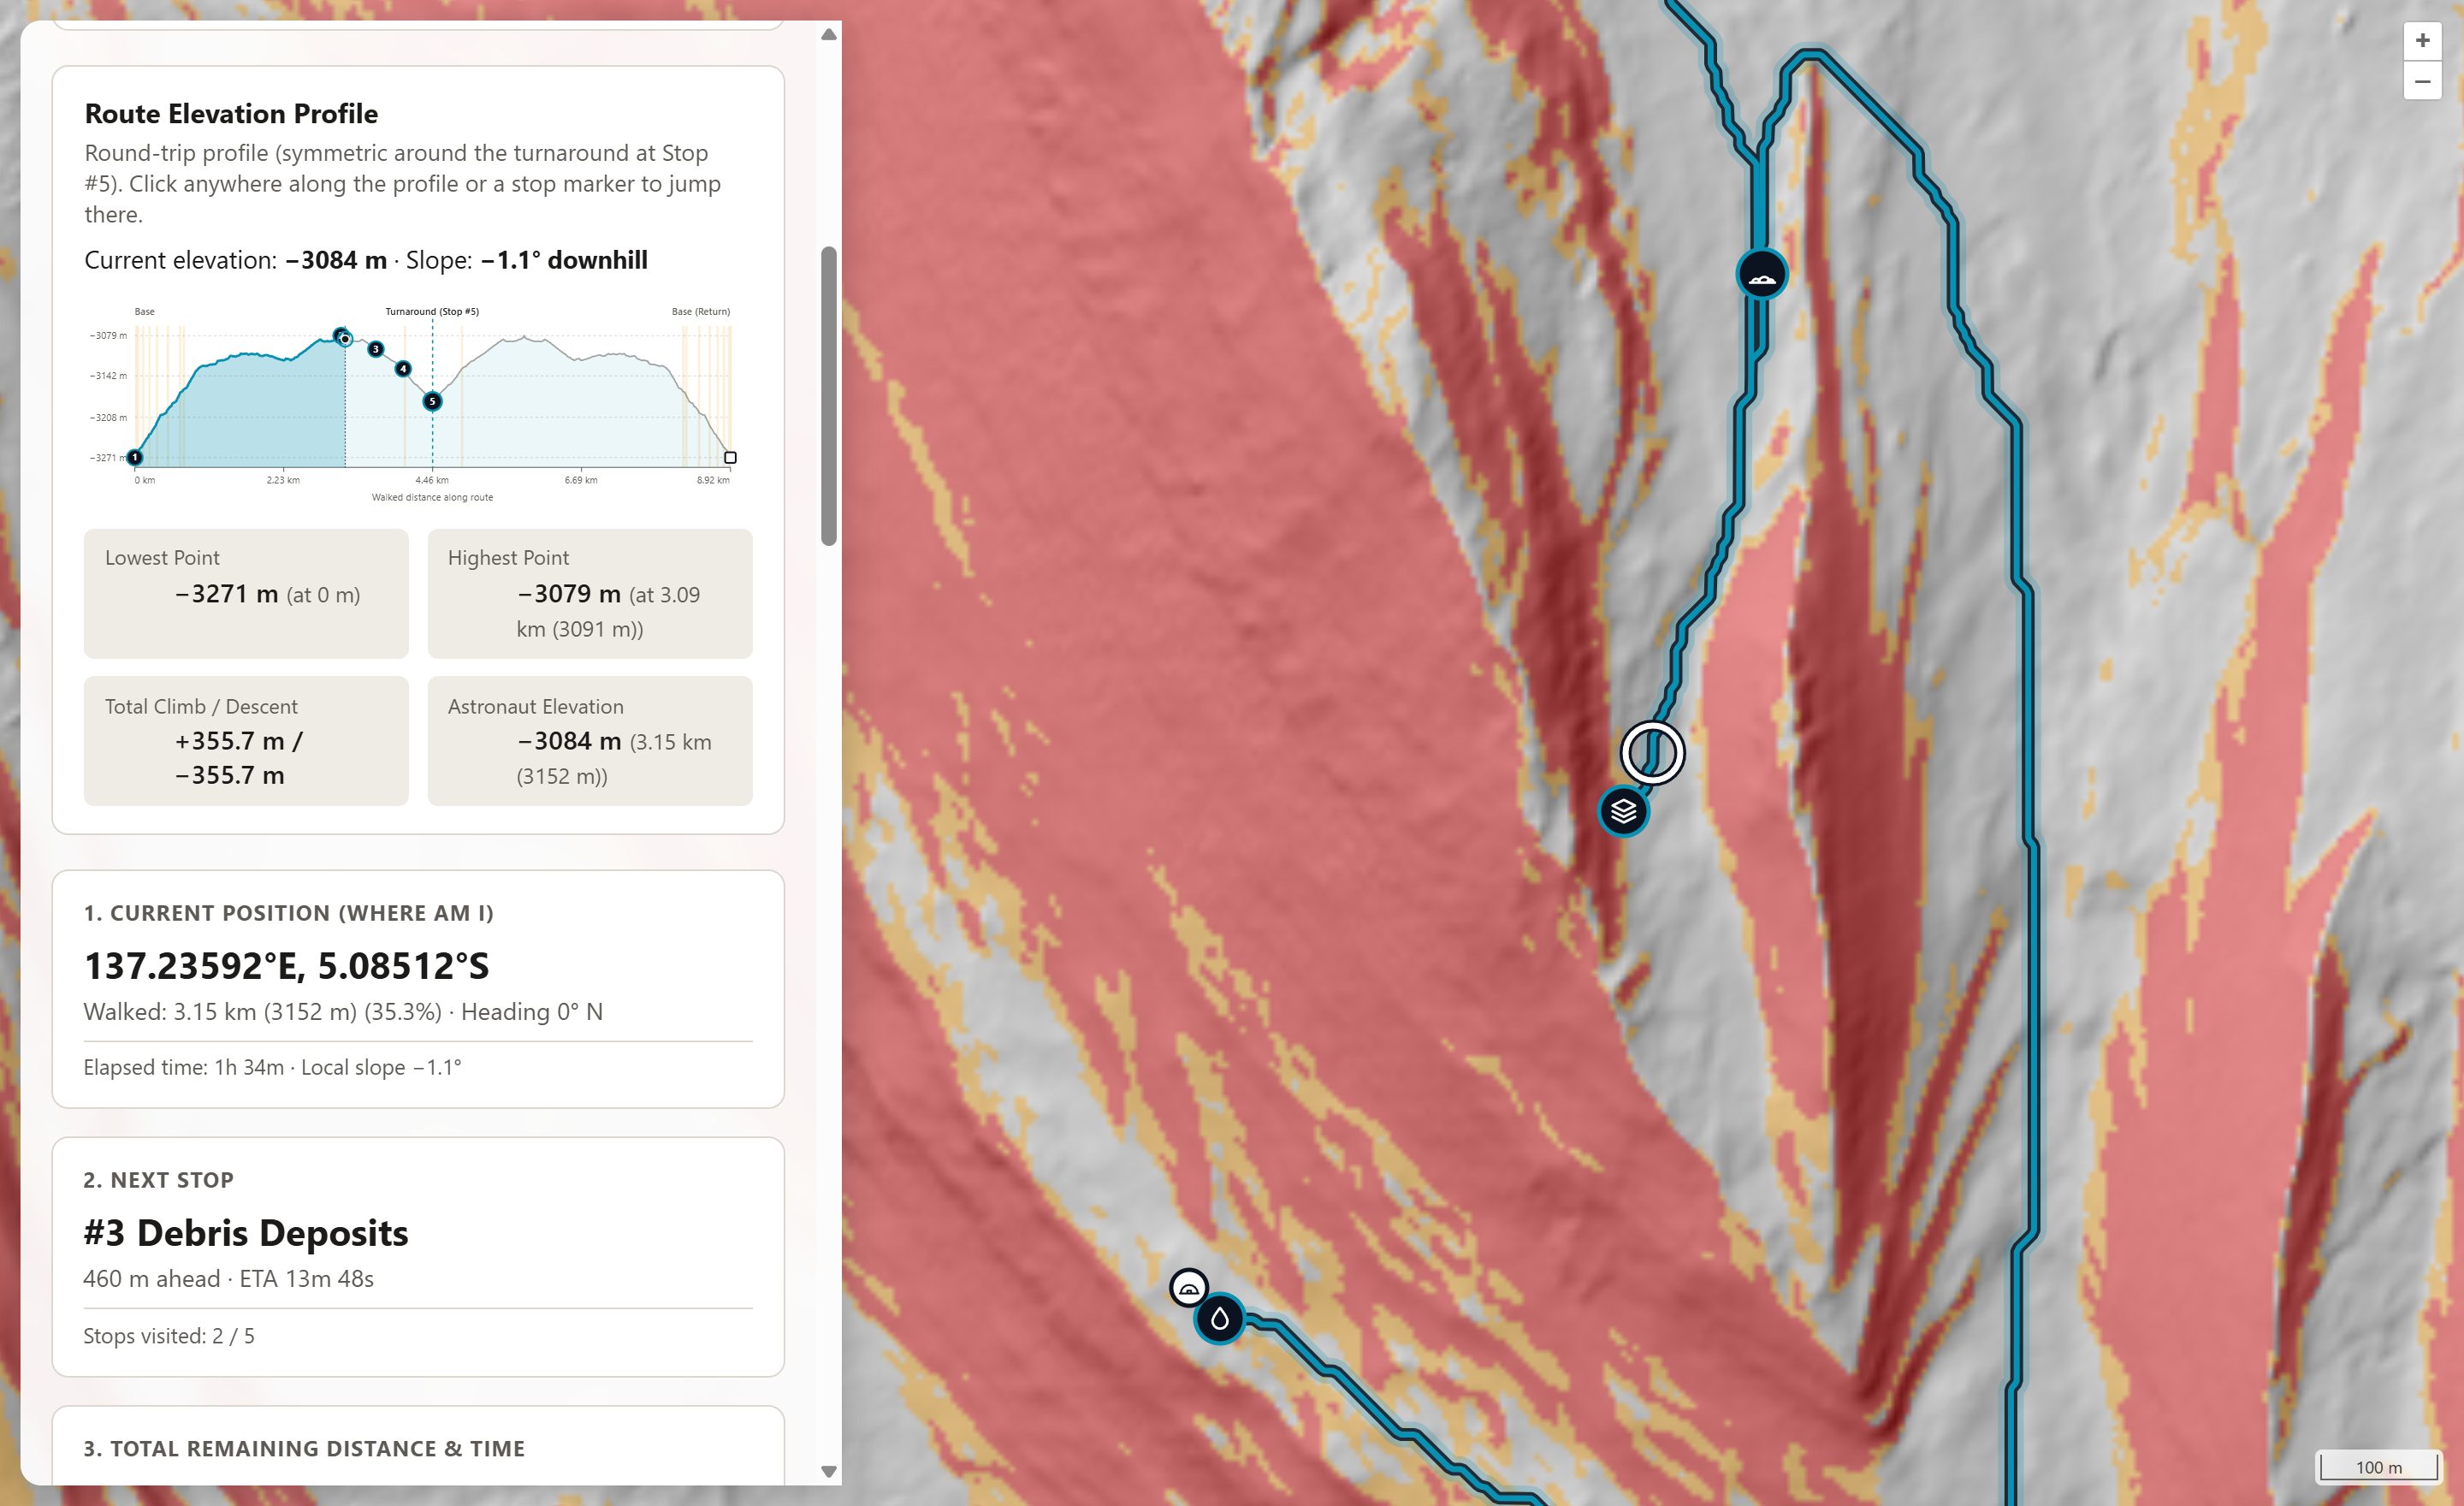 Route Elevation Profile
Round-trip profile (symmetric around the turnaround at Stop
#5). Click anywhere along the profile or a stop marker to jump
there.
Current elevation: −3084 m · Slope: −1.1° downhill
Base
Turnaround (Stop #5)
Base (Return)
−3079 m
−3142 m
−3208 m
−3271 m
1
3
4
5
0 km
2.23 km
4.46 km
6.69 km
8.92 km
Walked distance along route
Lowest Point
−3271 m (at 0 m)
Highest Point
−3079 m (at 3.09
km (3091 m))
Total Climb / Descent
+355.7 m /
−355.7 m
Astronaut Elevation
−3084 m (3.15 km
(3152 m))
1. CURRENT POSITION (WHERE AM I)
137.23592°E, 5.08512°S
Walked: 3.15 km (3152 m) (35.3%) · Heading 0° N
Elapsed time: 1h 34m · Local slope −1.1°
2. NEXT STOP
#3 Debris Deposits
460 m ahead · ETA 13m 48s
Stops visited: 2 / 5
3. TOTAL REMAINING DISTANCE & TIME
+
−
100 m